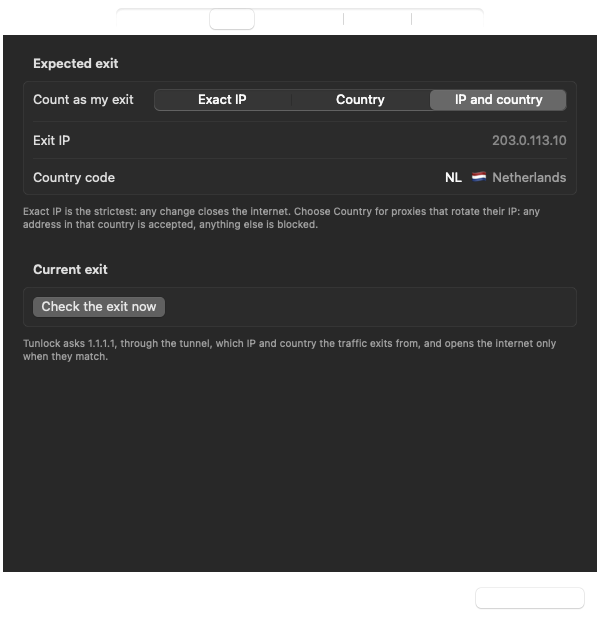 Expected exit
Count as my exit
Exact IP
Country
IP and country
Exit IP
203.0.113.10
Country code
NL 🇳🇱 Netherlands
Exact IP is the strictest: any change closes the internet. Choose Country for proxies that rotate their IP: any
address in that country is accepted, anything else is blocked.
Current exit
Check the exit now
Tunlock asks 1.1.1.1, through the tunnel, which IP and country the traffic exits from, and opens the internet only
when they match.